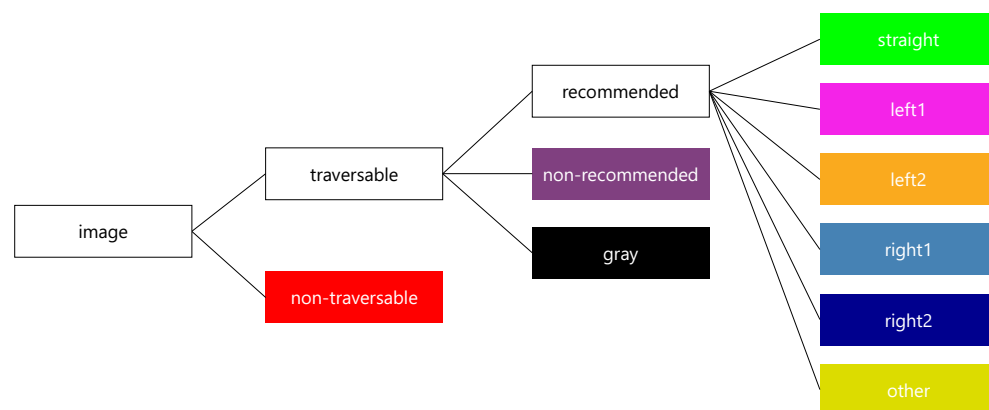 image
traversable
non-traversable
recommended
non-recommended
gray
straight
left1
left2
right1
right2
other